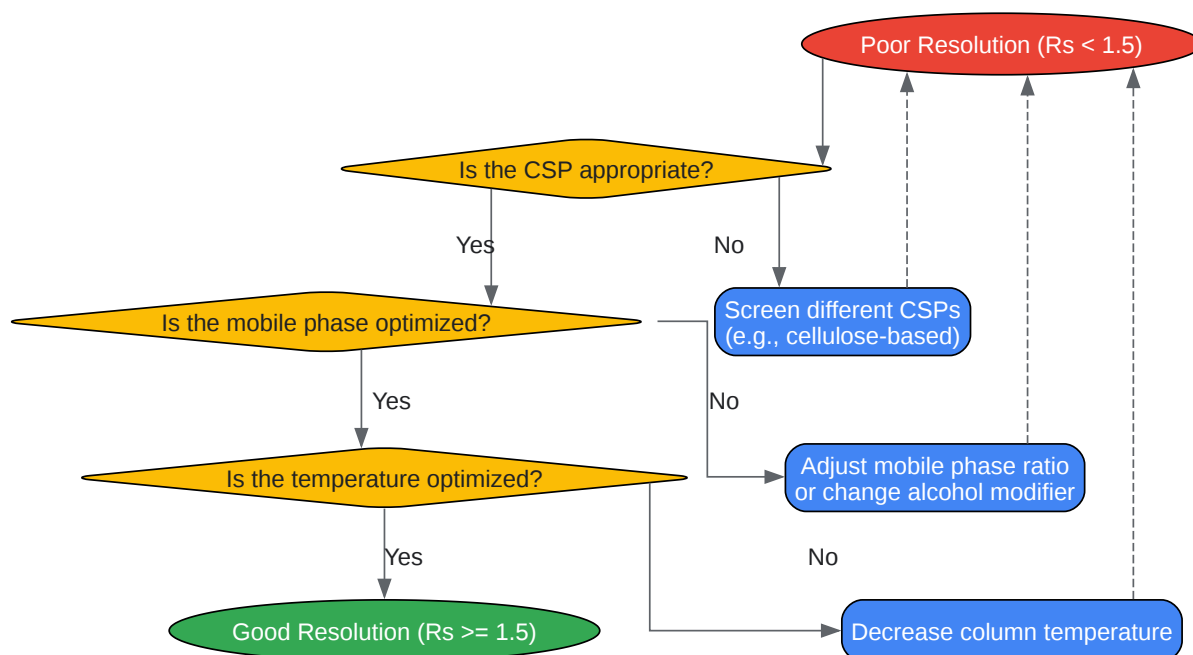 Poor Resolution (Rs < 1.5)
Is the CSP appropriate?
Yes
No
Screen different CSPs
(e.g., cellulose-based)
Is the mobile phase optimized?
Yes
No
Adjust mobile phase ratio
or change alcohol modifier
Is the temperature optimized?
Yes
No
Good Resolution (Rs >= 1.5)
Decrease column temperature